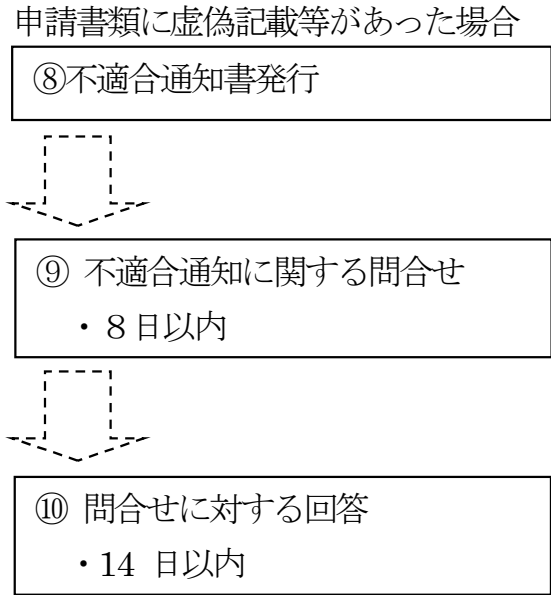 申請書類に虚偽記載等があった場合
⑧不適合通知書発行
⑨ 不適合通知に関する問合せ
・８日以内
⑩ 問合せに対する回答
・14 日以内